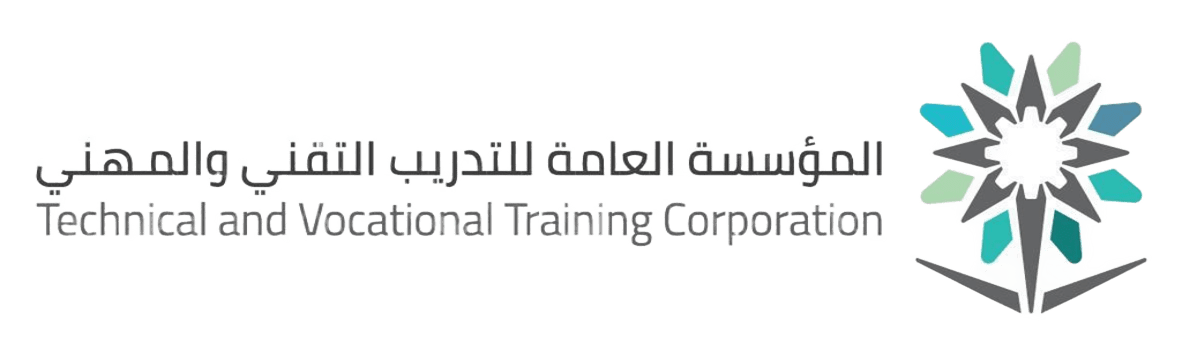 المؤسسة العامة للتدريب التقني والمهني
Technical and Vocational Training Corporation